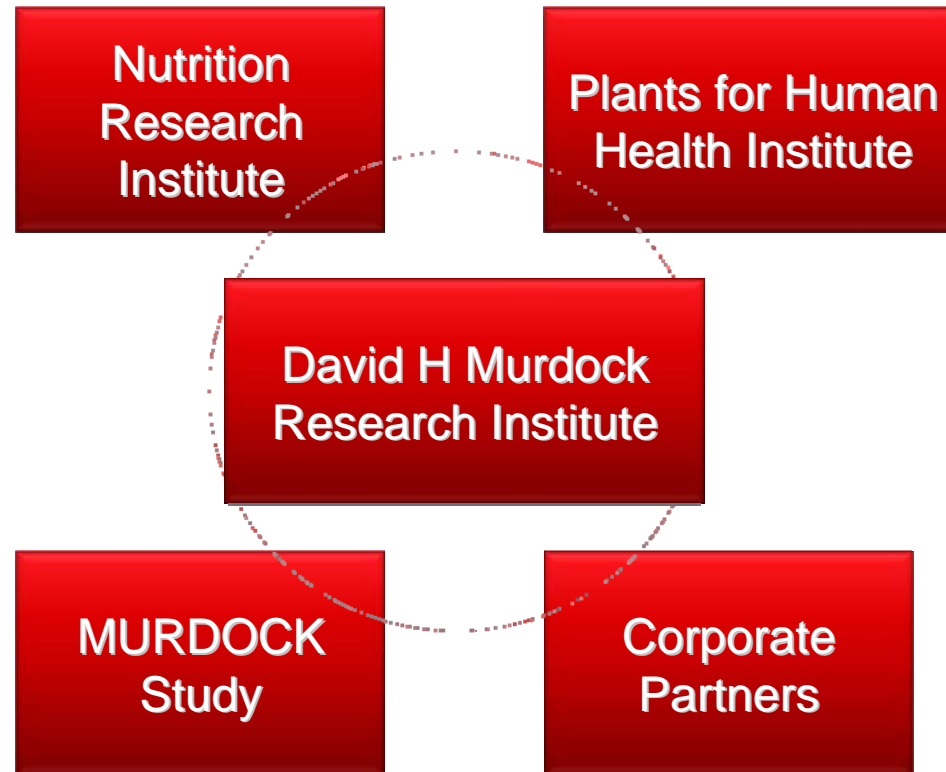 Nutrition
Research
Institute
Plants for Human
Health Institute
David H Murdock
Research Institute
MURDOCK
Study
Corporate
Partners